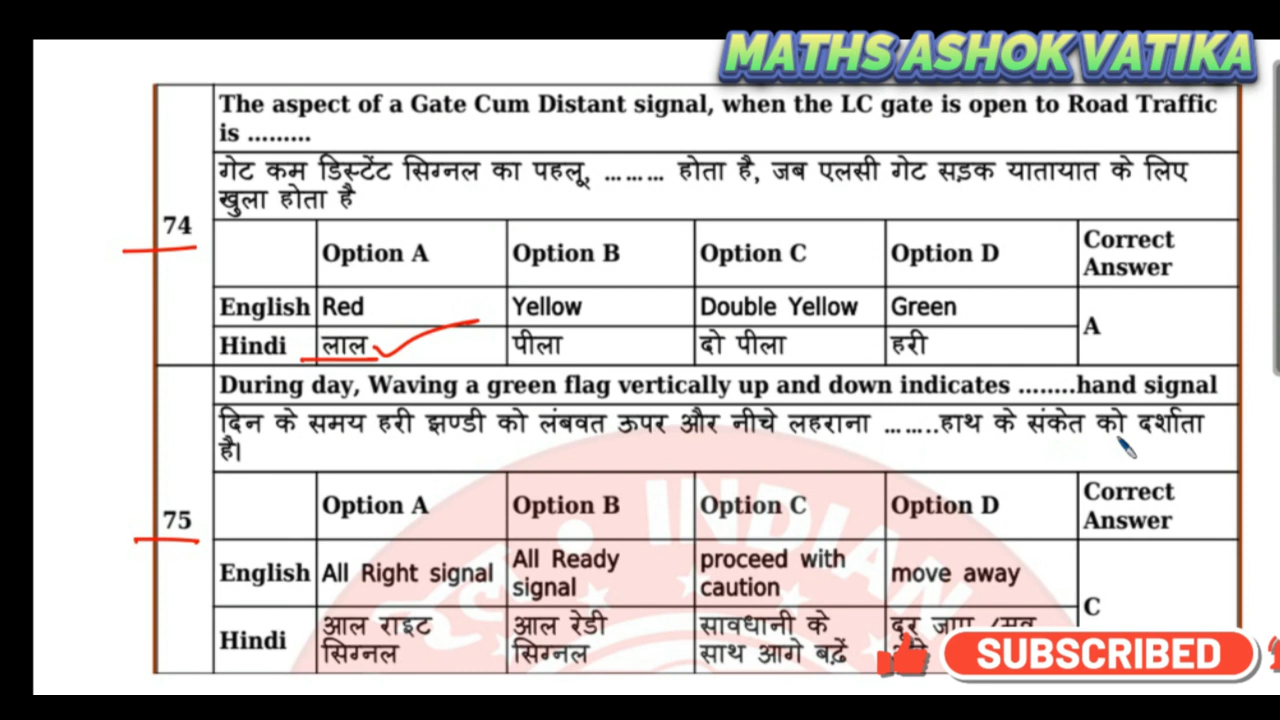 MATHS ASHOK VATIKA
The aspect of a Gate Cum Distant signal, when the LC gate is open to Road Traffic
is .........
गेट कम डिस्टेंट सिग्नल का पहलू, ... ... ... होता है, जब एलसी गेट सड़क यातायात के लिए
खुला होता है
74
Option A Option B Option C Option D Correct
Answer
English Red Yellow Double Yellow Green
A
Hindi लाल पीला दो पीला हरी
During day, Waving a green flag vertically up and down indicates ........hand signal
दिन के समय हरी झण्डी को लंबवत ऊपर और नीचे लहराना ... ... ..हाथ के संकेत को दर्शाता
है।
75
Option A Option B Option C Option D Correct
Answer
English All Right signal All Ready
signal proceed with
caution move away
C
Hindi आल राइट
सिग्नल आल रेडी
सिग्नल सावधानी के
साथ आगे बढ़ें दूर
INDIAN
SUBSCRIBED